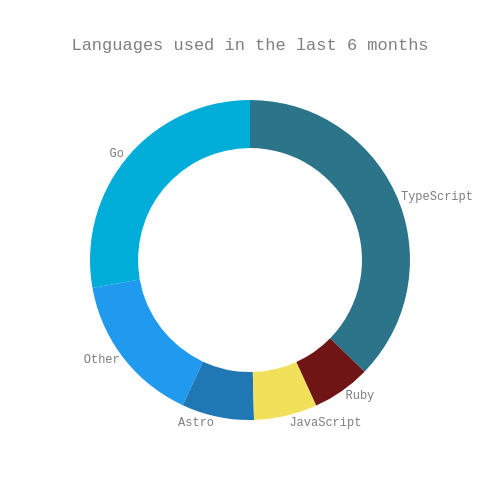 Languages used in the last 6 months
Go
TypeScript
Other
Ruby
Astro
JavaScript